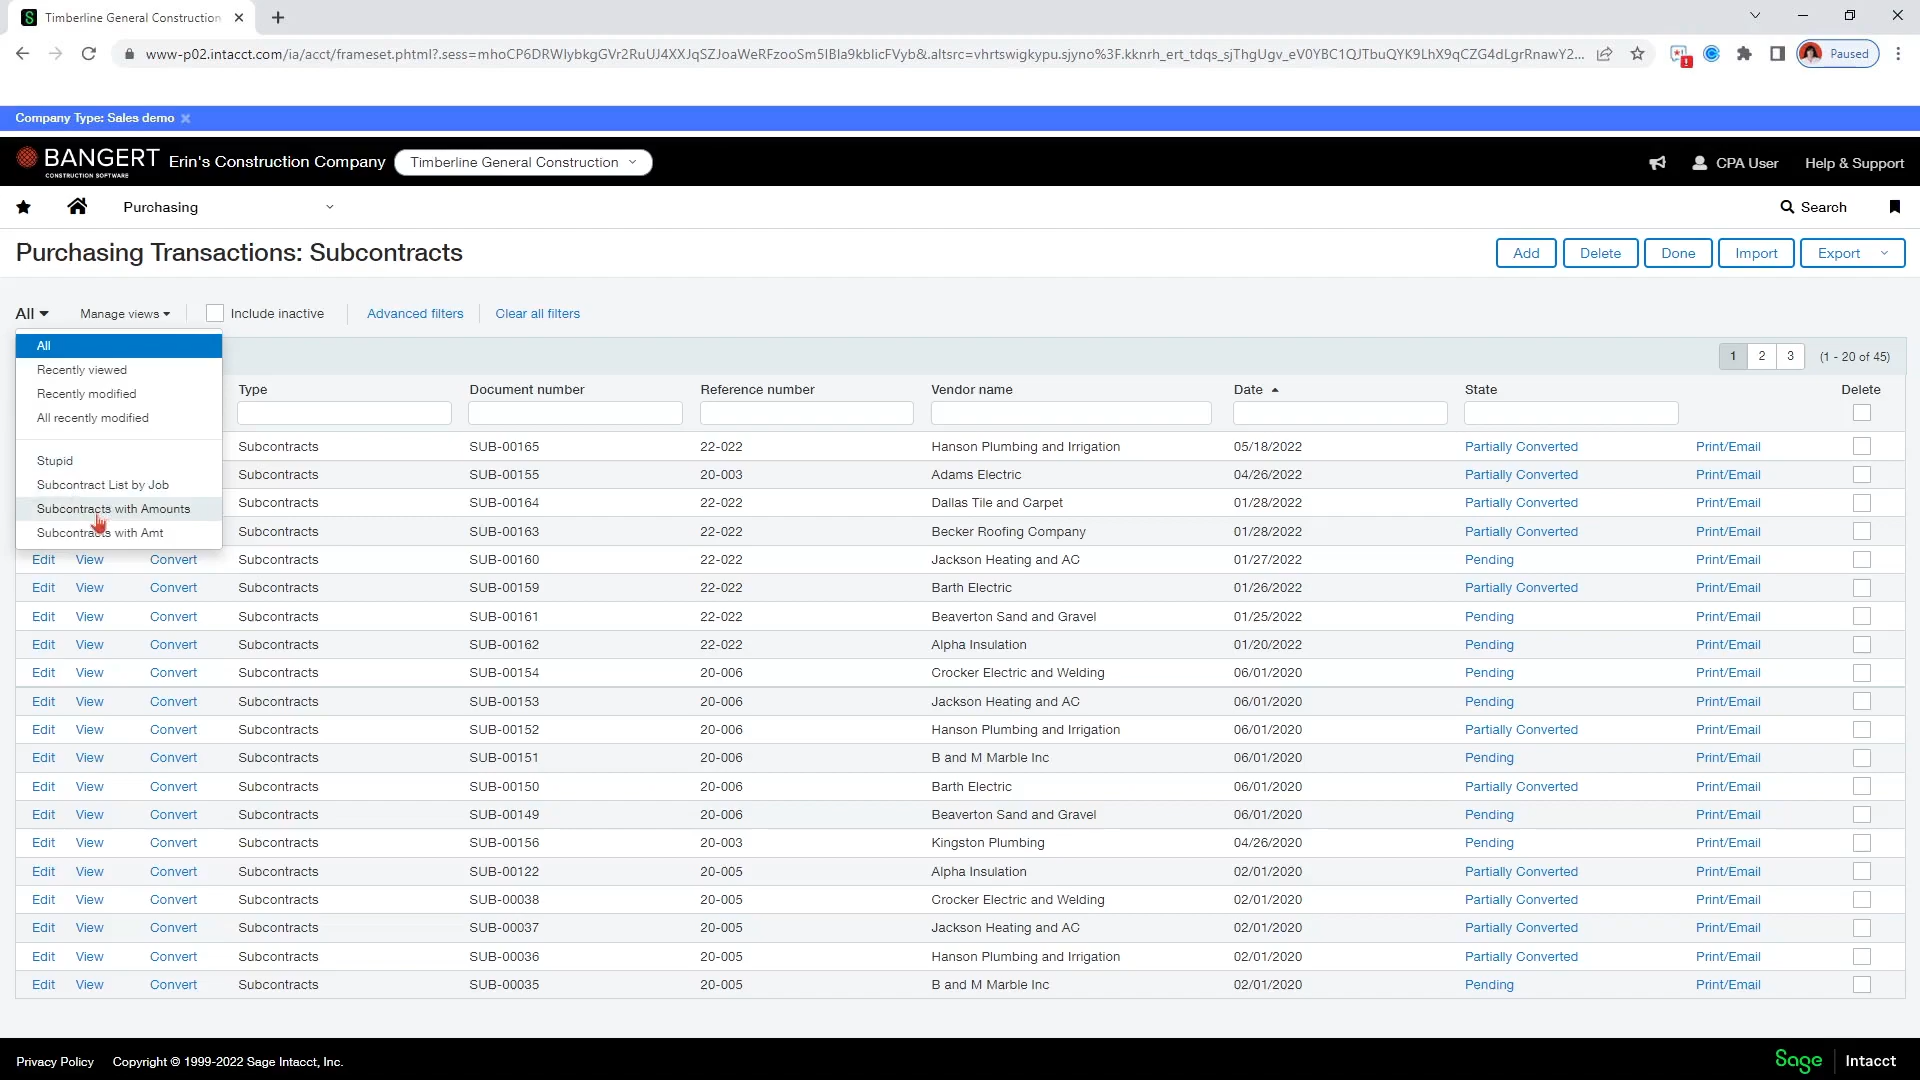 Timberline General Construction
www-p02.intacct.com/ia/acct/frameset.phtml?.sess=mhoCP6DRWIybkgGVr2RuUJ4XXJqSZJoaWeRFzooSm5IBIa9kblicFVyb&.altsrc=vhrtswigkypu.sjyno%3F.kknrh_ert_tdqs_sjThgUgv_eV0YBC1QJTbuQYK9LhX9qCZG4dLgrRnawY2...
Paused
Company Type: Sales demo
BANGERT
CONSTRUCTION SOFTWARE
Erin's Construction Company
Timberline General Construction
CPA User
Help & Support
Purchasing
Search
Purchasing Transactions: Subcontracts
Add
Delete
Done
Import
Export
All
Manage views
Include inactive
Advanced filters
Clear all filters
All
Recently viewed
Recently modified
All recently modified
Stupid
Subcontract List by Job
Subcontracts with Amounts
Subcontracts with Amt
1 2 3 (1 - 20 of 45)
Type Document number Reference number Vendor name Date State Delete
Subcontracts SUB-00165 22-022 Hanson Plumbing and Irrigation 05/18/2022 Partially Converted Print/Email
Subcontracts SUB-00155 20-003 Adams Electric 04/26/2022 Partially Converted Print/Email
Subcontracts SUB-00164 22-022 Dallas Tile and Carpet 01/28/2022 Partially Converted Print/Email
Subcontracts SUB-00163 22-022 Becker Roofing Company 01/28/2022 Partially Converted Print/Email
Edit View Convert Subcontracts SUB-00160 22-022 Jackson Heating and AC 01/27/2022 Pending Print/Email
Edit View Convert Subcontracts SUB-00159 22-022 Barth Electric 01/26/2022 Partially Converted Print/Email
Edit View Convert Subcontracts SUB-00161 22-022 Beaverton Sand and Gravel 01/25/2022 Pending Print/Email
Edit View Convert Subcontracts SUB-00162 22-022 Alpha Insulation 01/20/2022 Pending Print/Email
Edit View Convert Subcontracts SUB-00154 20-006 Crocker Electric and Welding 06/01/2020 Pending Print/Email
Edit View Convert Subcontracts SUB-00153 20-006 Jackson Heating and AC 06/01/2020 Pending Print/Email
Edit View Convert Subcontracts SUB-00152 20-006 Hanson Plumbing and Irrigation 06/01/2020 Partially Converted Print/Email
Edit View Convert Subcontracts SUB-00151 20-006 B and M Marble Inc 06/01/2020 Pending Print/Email
Edit View Convert Subcontracts SUB-00150 20-006 Barth Electric 06/01/2020 Partially Converted Print/Email
Edit View Convert Subcontracts SUB-00149 20-006 Beaverton Sand and Gravel 06/01/2020 Pending Print/Email
Edit View Convert Subcontracts SUB-00156 20-003 Kingston Plumbing 04/26/2020 Pending Print/Email
Edit View Convert Subcontracts SUB-00122 20-005 Alpha Insulation 02/01/2020 Partially Converted Print/Email
Edit View Convert Subcontracts SUB-00038 20-005 Crocker Electric and Welding 02/01/2020 Partially Converted Print/Email
Edit View Convert Subcontracts SUB-00037 20-005 Jackson Heating and AC 02/01/2020 Partially Converted Print/Email
Edit View Convert Subcontracts SUB-00036 20-005 Hanson Plumbing and Irrigation 02/01/2020 Partially Converted Print/Email
Edit View Convert Subcontracts SUB-00035 20-005 B and M Marble Inc 02/01/2020 Pending Print/Email
Privacy Policy Copyright © 1999-2022 Sage Intacct, Inc.
Sage Intacct